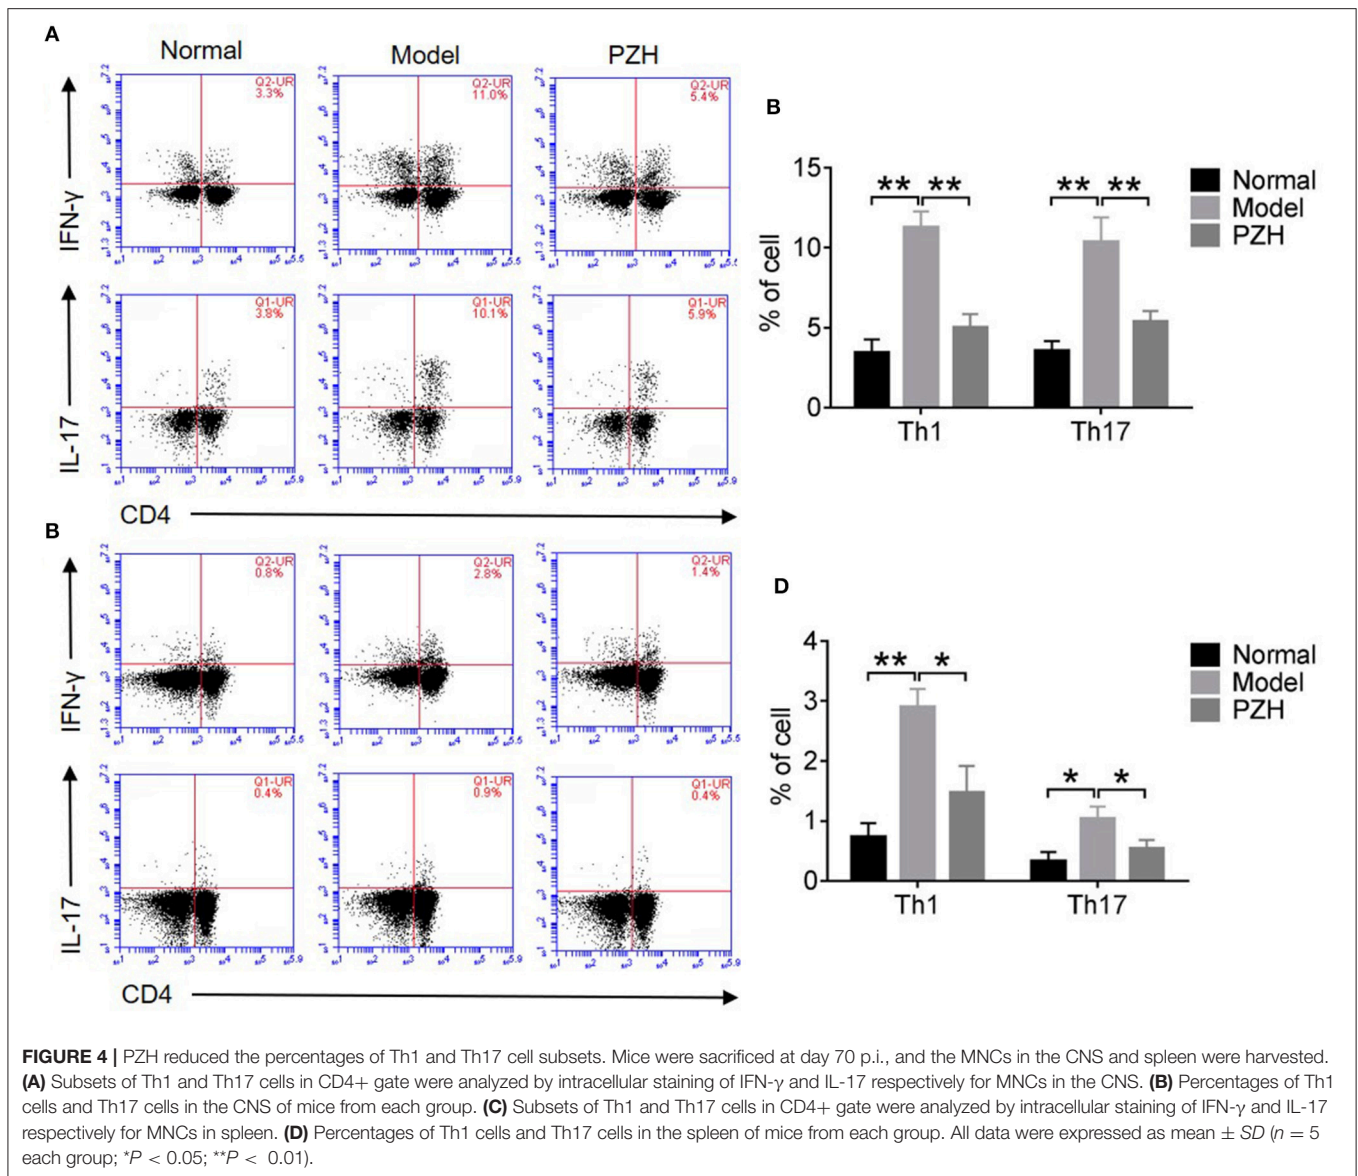 A
Normal Model PZH
Q2-UR
3.3%
Q2-UR
11.0%
Q2-UR
5.4%
IFN-γ
Q1-UR
3.8%
Q1-UR
10.1%
Q1-UR
5.9%
IL-17
CD4
B
15
10
5
0
% of cell
** ** ** **
Normal
Model
PZH
Th1 Th17
B
Q2-UR
0.8%
Q2-UR
2.8%
Q2-UR
1.4%
IFN-γ
Q1-UR
0.4%
Q1-UR
0.9%
Q1-UR
0.4%
IL-17
CD4
D
4
3
2
1
0
% of cell
** * * *
Normal
Model
PZH
Th1 Th17
FIGURE 4 | PZH reduced the percentages of Th1 and Th17 cell subsets. Mice were sacrificed at day 70 p.i., and the MNCs in the CNS and spleen were harvested.
(A) Subsets of Th1 and Th17 cells in CD4+ gate were analyzed by intracellular staining of IFN-γ and IL-17 respectively for MNCs in the CNS. (B) Percentages of Th1
cells and Th17 cells in the CNS of mice from each group. (C) Subsets of Th1 and Th17 cells in CD4+ gate were analyzed by intracellular staining of IFN-γ and IL-17
respectively for MNCs in spleen. (D) Percentages of Th1 cells and Th17 cells in the spleen of mice from each group. All data were expressed as mean ± SD (n = 5
each group; *P < 0.05; **P < 0.01).